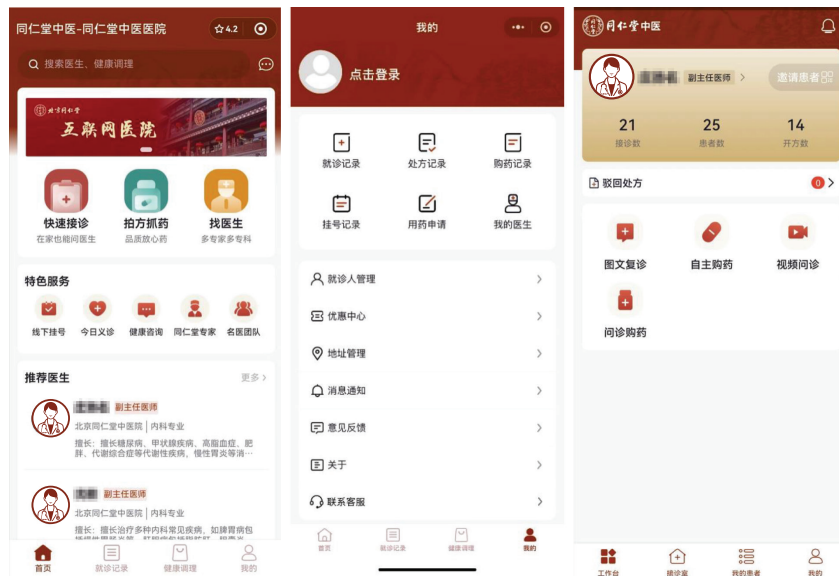 同仁堂中医-同仁堂中医医院
4.2
搜索医生、健康调理
北京同仁堂
互联网医院
快速接诊
拍方抓药
找医生
在家也能问医生
品质放心药
多专家多专科
特色服务
线下挂号
今日义诊
健康咨询
同仁堂专家
名医团队
推荐医生
更多
副主任医师
北京同仁堂中医院 | 内科专业
擅长：擅长糖尿病、甲状腺疾病、高脂血症、肥
胖、代谢综合症等代谢性疾病，慢性胃炎等消…
副主任医师
北京同仁堂中医院 | 内科专业
擅长：擅长治疗多种内科常见疾病，如脾胃病包
首页
就诊记录
健康调理
我的
我的
点击登录
就诊记录
处方记录
购药记录
挂号记录
用药申请
我的医生
就诊人管理
优惠中心
地址管理
消息通知
意见反馈
关于
联系客服
首页
就诊记录
健康调理
我的
同仁堂中医
副主任医师
邀请患者
21
25
14
接诊数
患者数
开方数
驳回处方
0
图文复诊
自主购药
视频问诊
问诊购药
工作台
接诊室
我的患者
我的